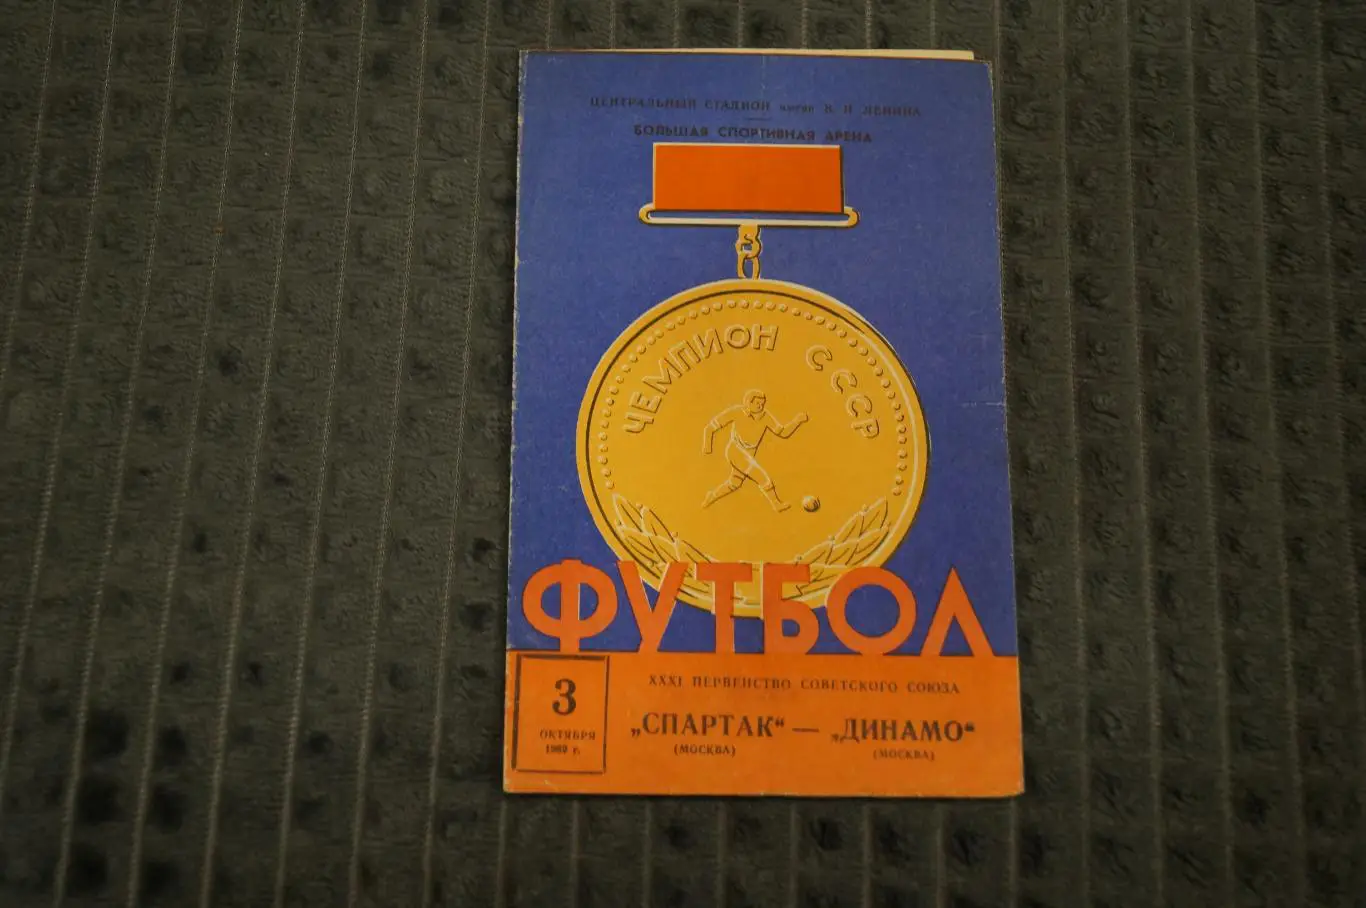 ЦЕНТРАЛЬНЫЙ СТАДИОН имени В. И. ЛЕНИНА
БОЛЬШАЯ СПОРТИВНАЯ АРЕНА
ЧЕМПИОН СССР
ФУТБОЛ
3
ОКТЯБРЯ
1969 г.
XXXI ПЕРВЕНСТВО СОВЕТСКОГО СОЮЗА
„СПАРТАК“ — „ДИНАМО“
(МОСКВА) (МОСКВА)